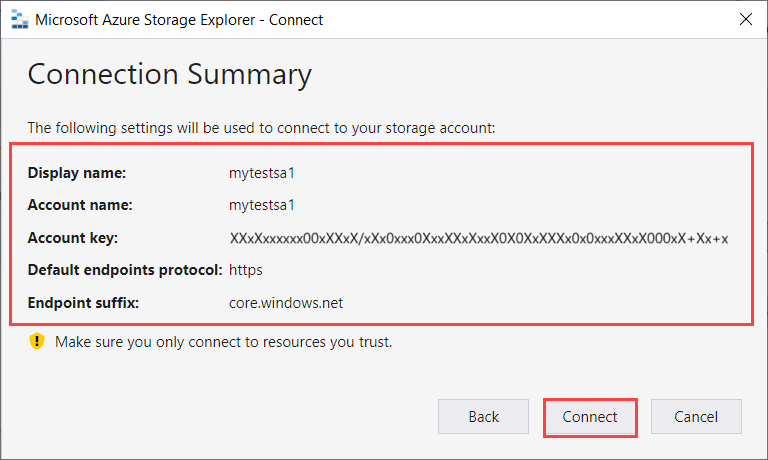 Microsoft Azure Storage Explorer - Connect
Connection Summary
The following settings will be used to connect to your storage account:
Display name: mytestsa1
Account name: mytestsa1
Account key: XXxXxxxxxx00xXXxX/xXx0xxx0XxxXXxXxxX0X0XxXXXx0x0xxxXXxX000xX+Xx+x
Default endpoints protocol: https
Endpoint suffix: core.windows.net
Make sure you only connect to resources you trust.
Back Connect Cancel